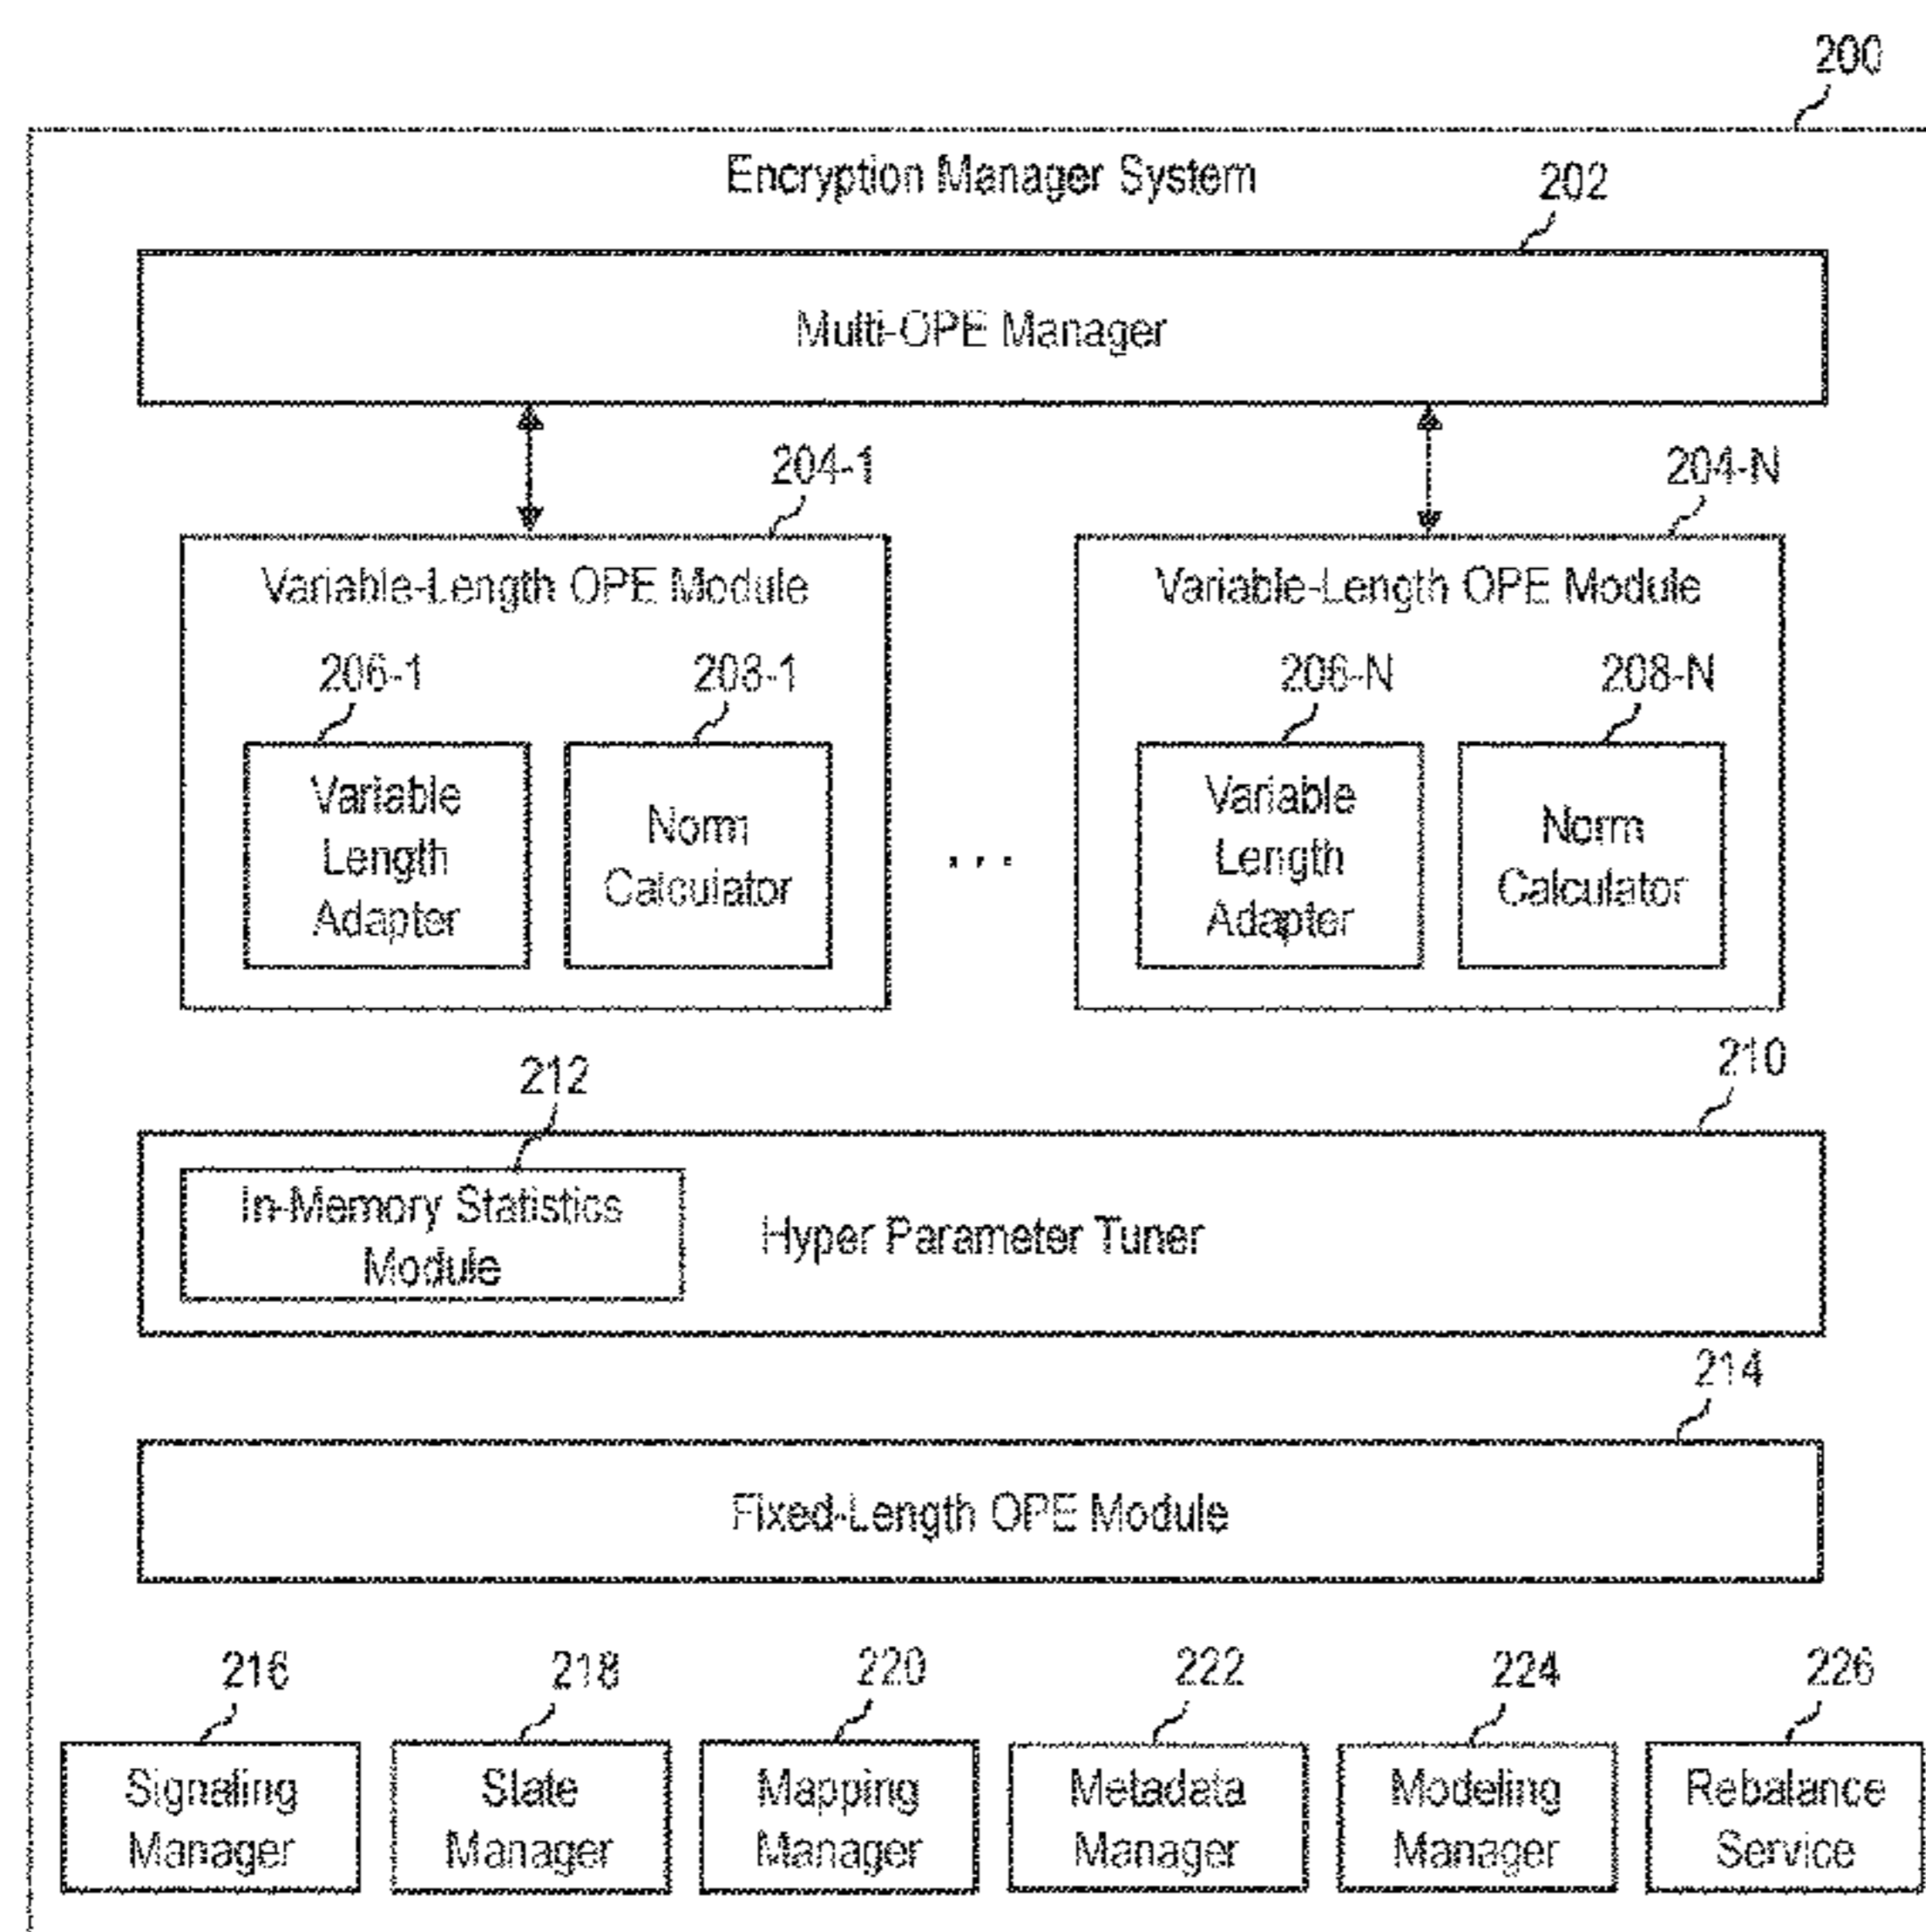 200
Encryption Manager System
202
Multi-OPE Manager
204-1
204-N
Variable-Length OPE Module
Variable-Length OPE Module
206-1
208-1
206-N
208-N
Variable
Length
Adapter
Norm
Calculator
...
Variable
Length
Adapter
Norm
Calculator
210
212
In-Memory Statistics
Module
Hyper Parameter Tuner
214
Fixed-Length OPE Module
216
218
220
222
224
226
Signaling
Manager
State
Manager
Mapping
Manager
Metadata
Manager
Modeling
Manager
Rebalance
Service